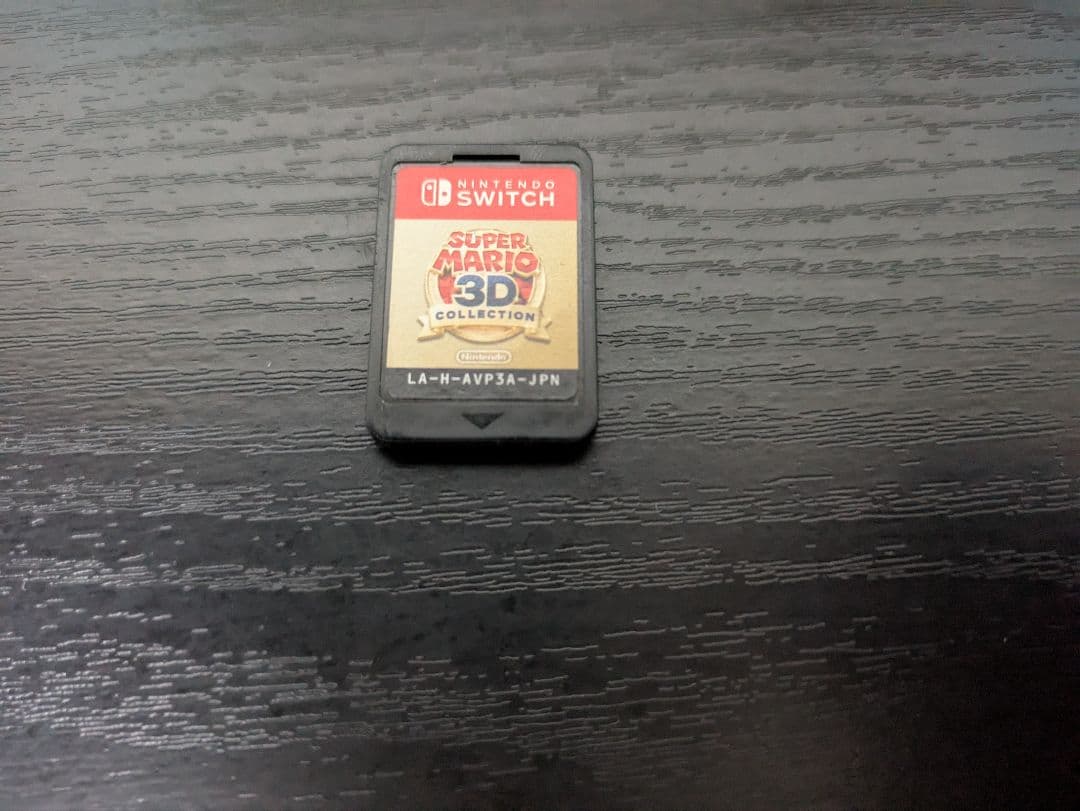 NINTENDO
SWITCH
SUPER
MARIO
3D
COLLECTION
Nintendo
LA-H-AVP3A-JPN